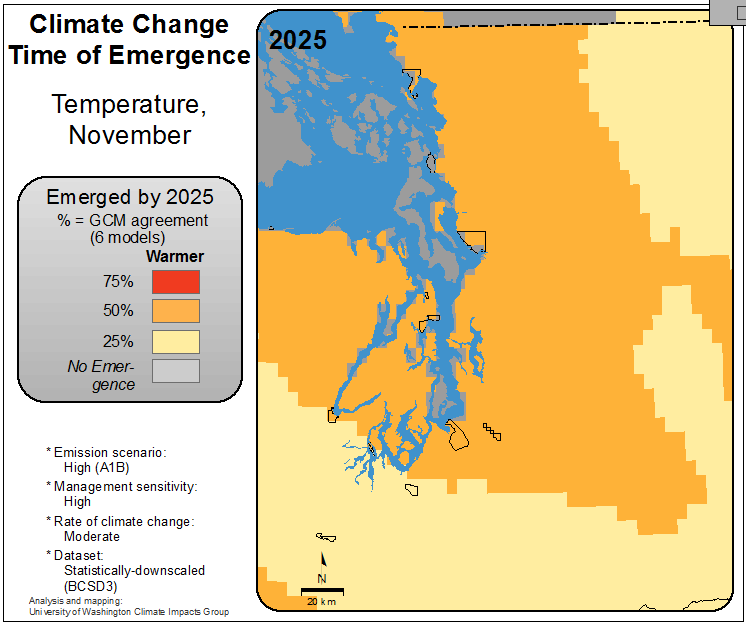 Climate Change
Time of Emergence
Temperature,
November
Emerged by 2025
% = GCM agreement
(6 models)
Warmer
75%
50%
25%
No Emer-
gence
* Emission scenario:
High (A1B)
* Management sensitivity:
High
* Rate of climate change:
Moderate
* Dataset:
Statistically-downscaled
(BCSD3)
Analysis and mapping:
University of Washington Climate Impacts Group
2025
N
20 km